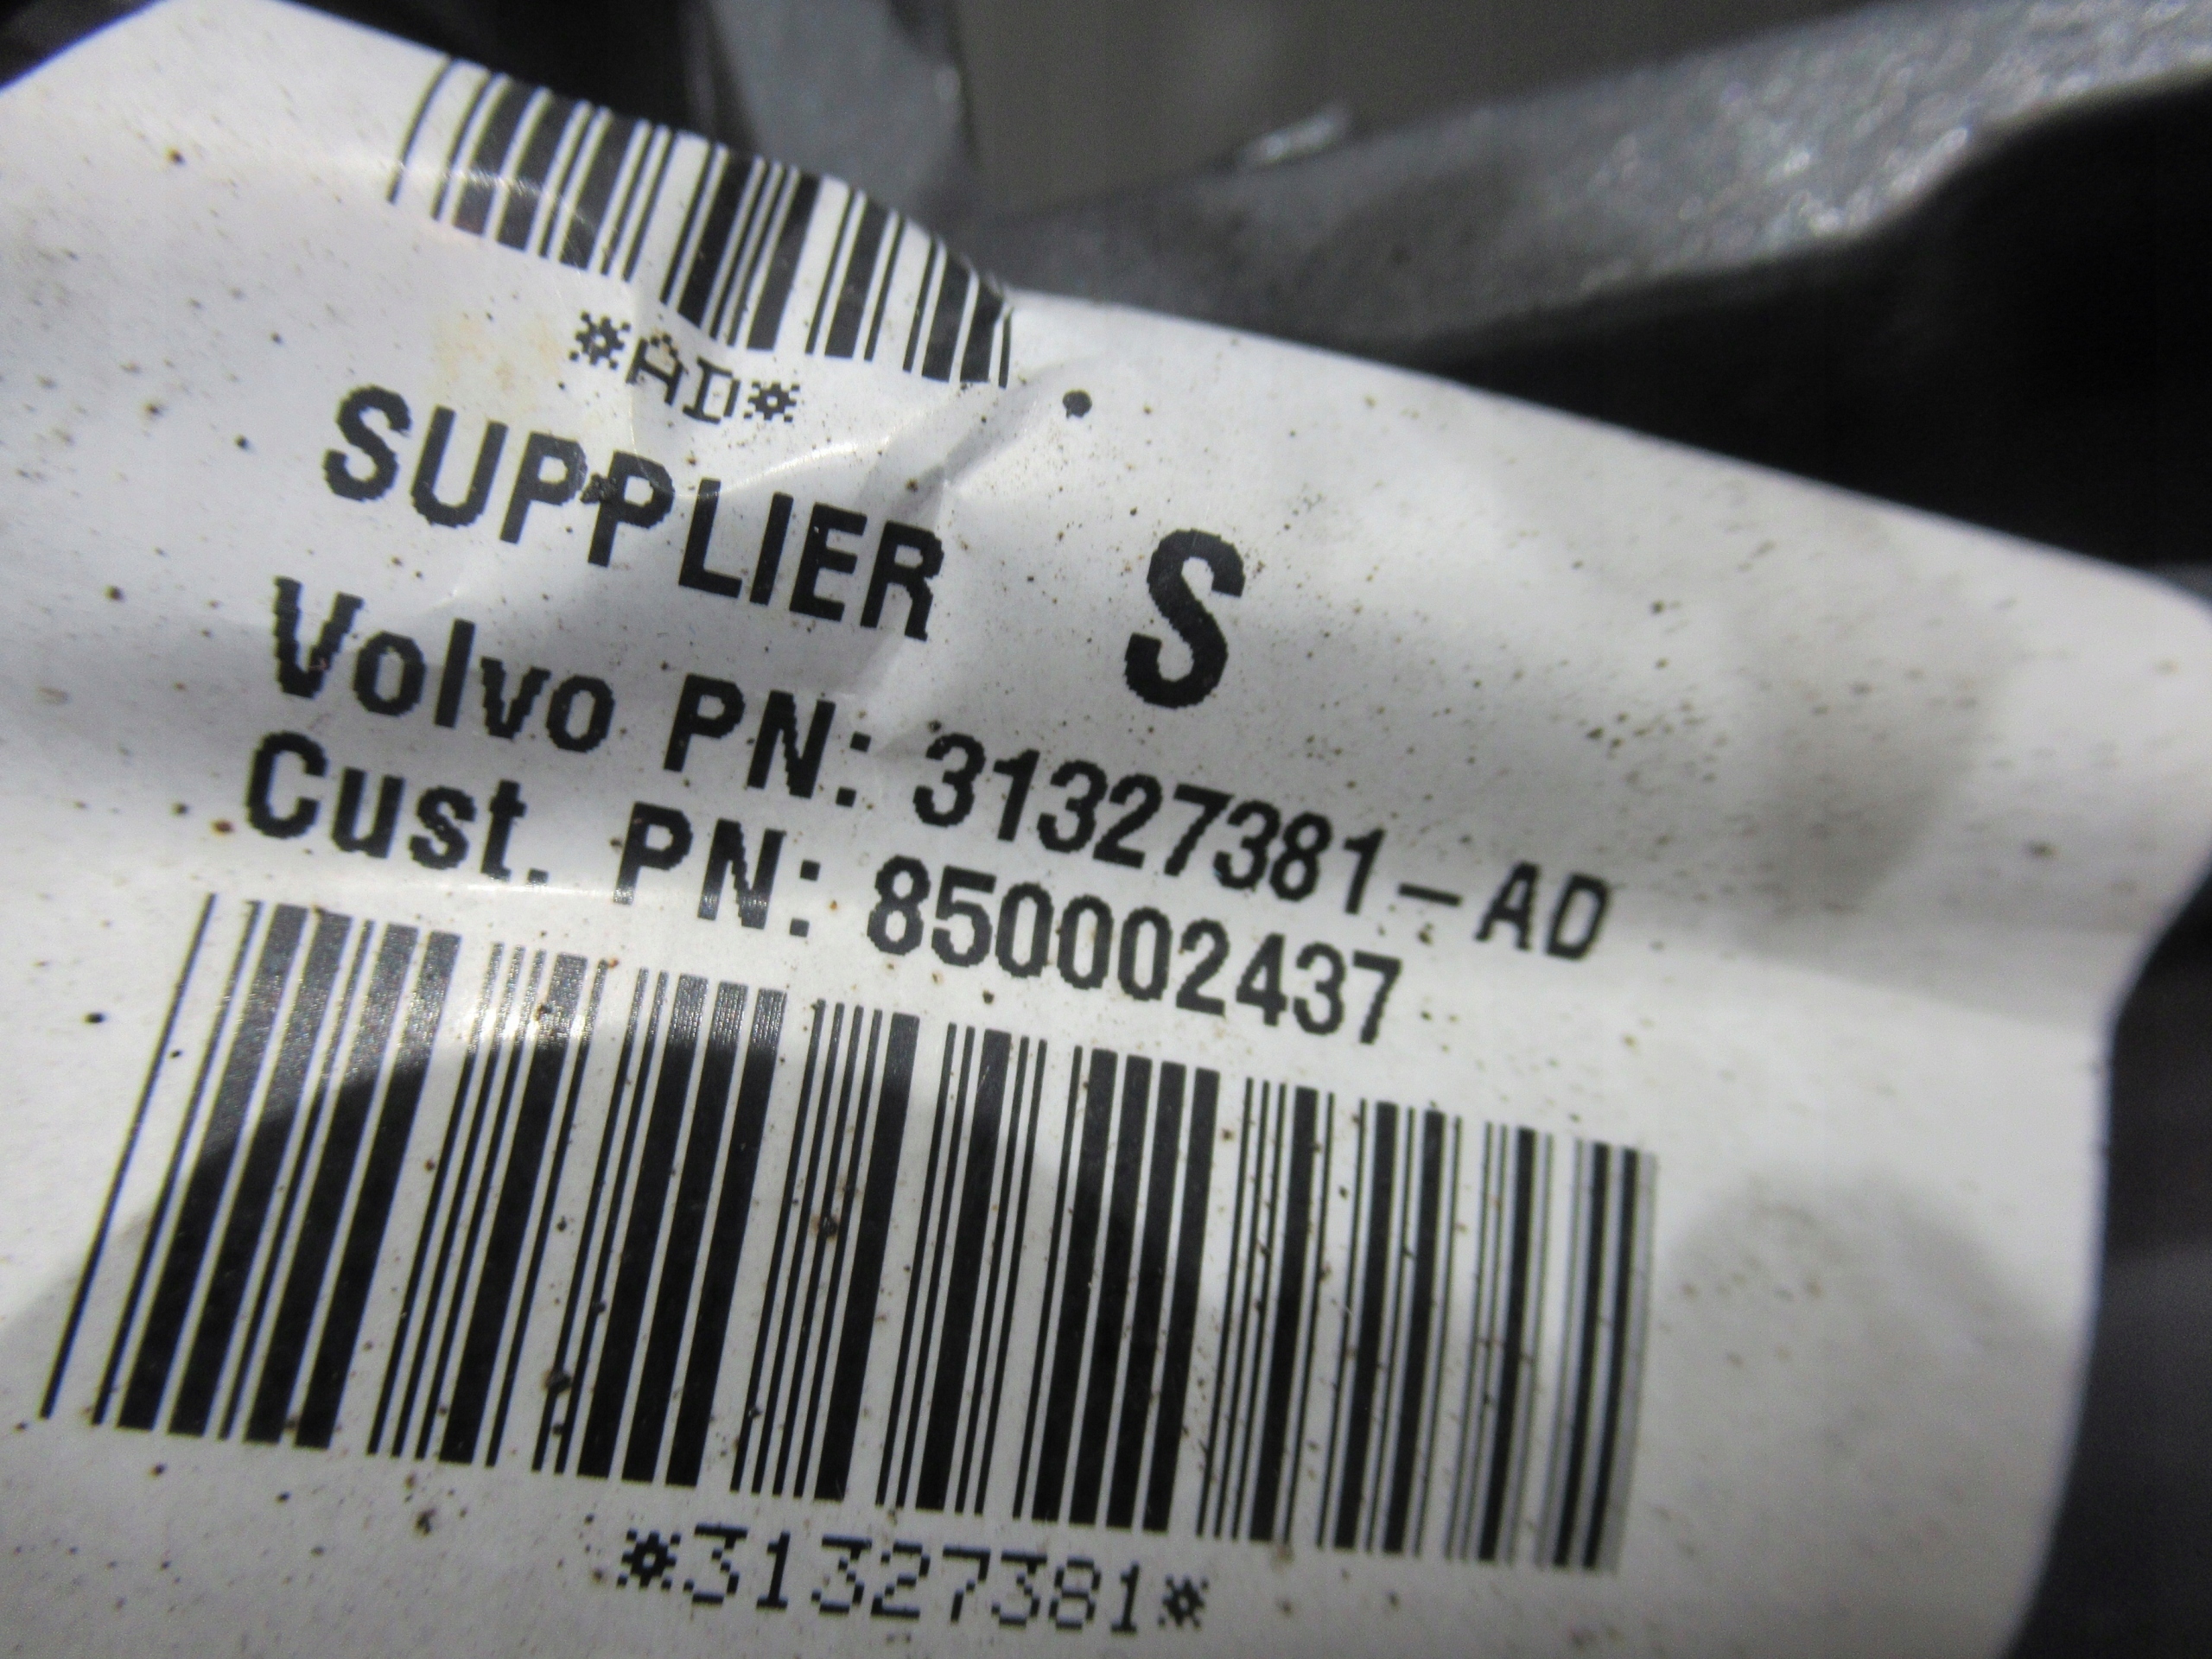 *AD*
SUPPLIER S
Volvo PN: 31327381-AD
Cust. PN: 850002437
*31327381*